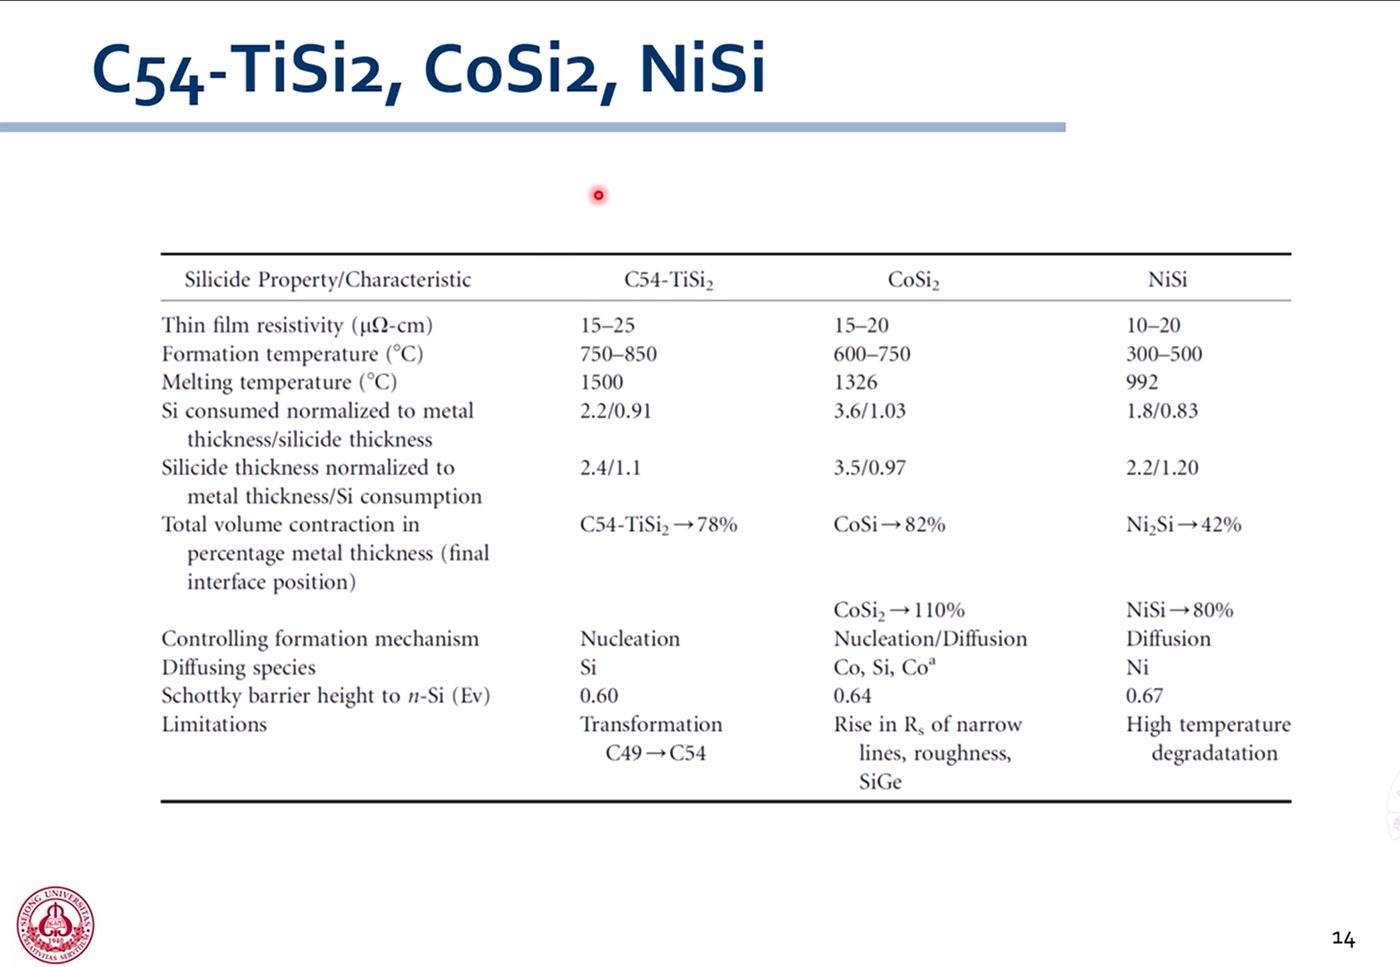 C54-TiSi2, CoSi2, NiSi
Silicide Property/Characteristic C54-TiSi₂ CoSi₂ NiSi
Thin film resistivity (μΩ-cm) 15–25 15–20 10–20
Formation temperature (°C) 750–850 600–750 300–500
Melting temperature (°C) 1500 1326 992
Si consumed normalized to metal 2.2/0.91 3.6/1.03 1.8/0.83
thickness/silicide thickness
Silicide thickness normalized to 2.4/1.1 3.5/0.97 2.2/1.20
metal thickness/Si consumption
Total volume contraction in C54-TiSi₂→78% CoSi→82% Ni₂Si→42%
percentage metal thickness (final
interface position)
CoSi₂→110% NiSi→80%
Controlling formation mechanism Nucleation Nucleation/Diffusion Diffusion
Diffusing species Si Co, Si, Coᵃ Ni
Schottky barrier height to n-Si (Ev) 0.60 0.64 0.67
Limitations Transformation Rise in Rₛ of narrow High temperature
C49→C54 lines, roughness, degradatation
SiGe
SEJONG UNIVERSITAS
1940
CREATIVITAS SERVITIUM
14